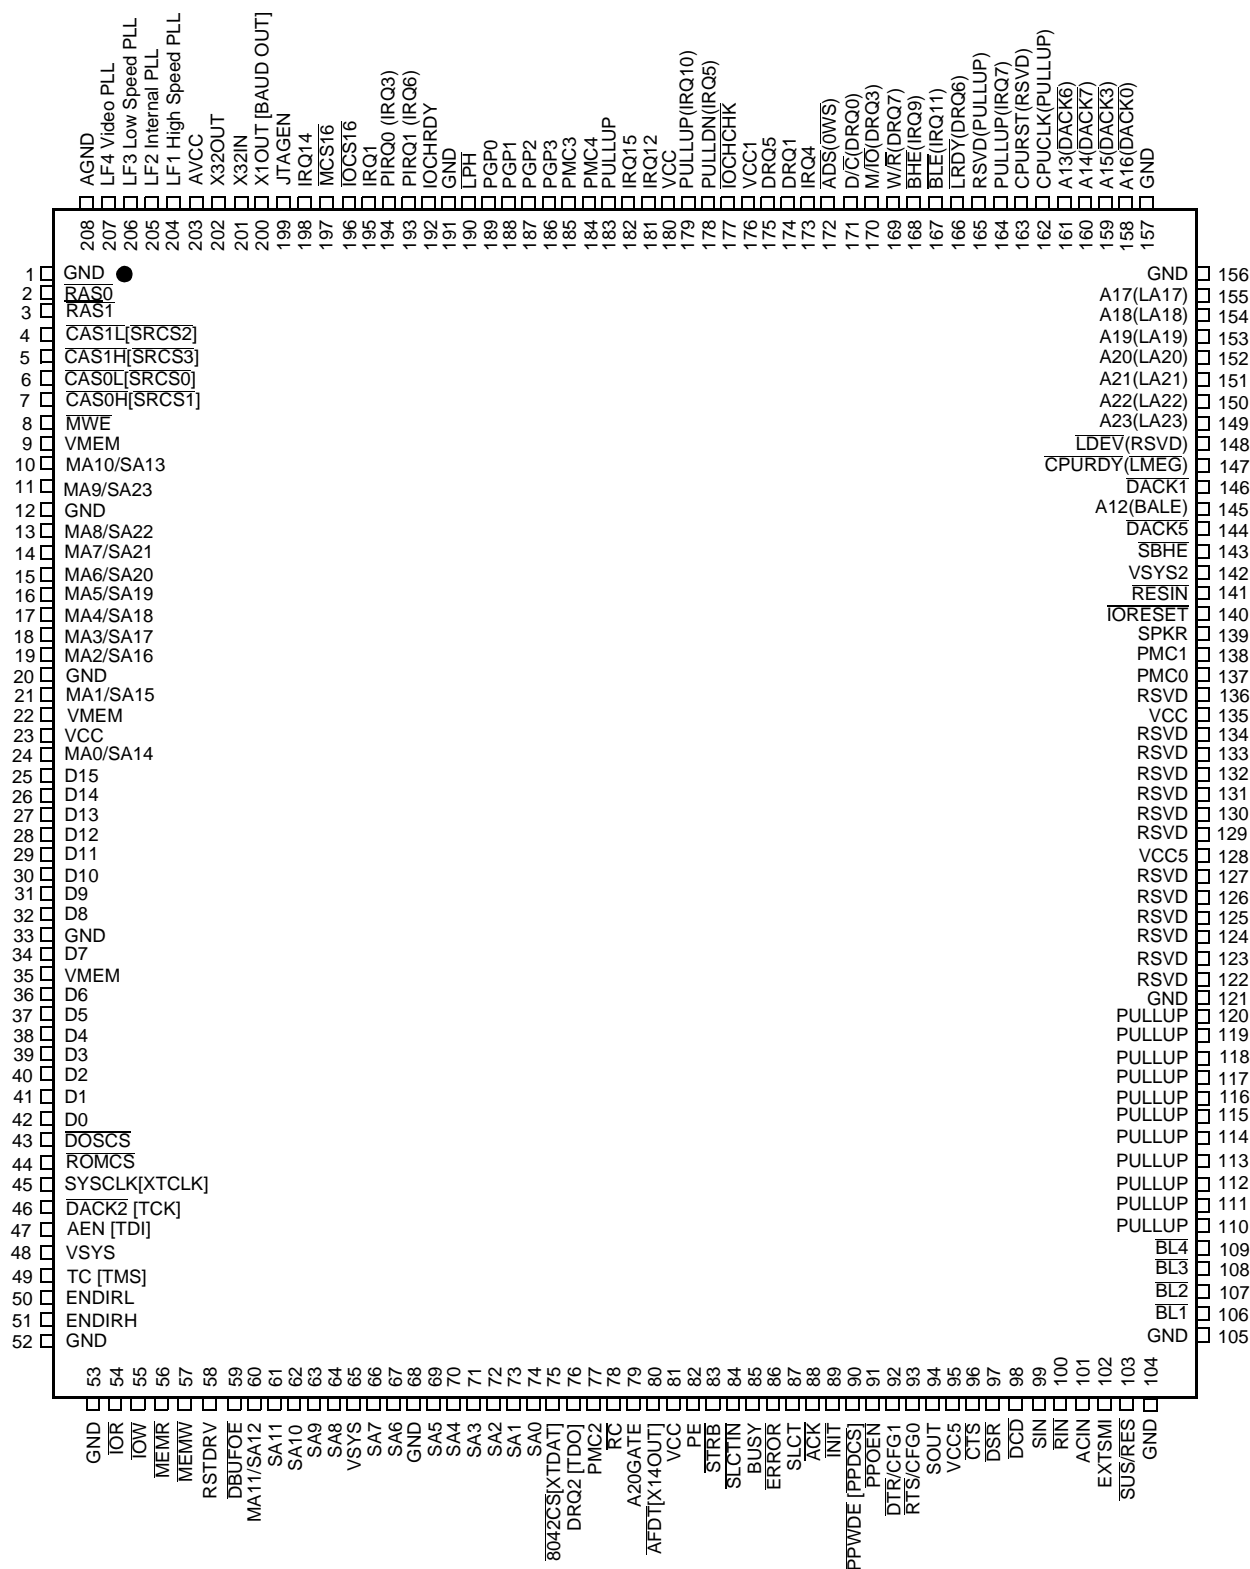 AGND
LF4 Video PLL
LF3 Low Speed PLL
LF2 Internal PLL
LF1 High Speed PLL
AVCC
X32OUT
X32IN
X1OUT [BAUD OUT]
JTAGEN
IRQ14
MCS16
IOCS16
IRQ1
PIRQ0 (IRQ3)
PIRQ1 (IRQ6)
IOCHRDY
GND
LPH
PGP0
PGP1
PGP2
PGP3
PMC3
PMC4
PULLUP
IRQ15
IRQ12
VCC
PULLUP(IRQ10)
PULLDN(IRQ5)
IOCHCHK
VCC1
DRQ5
DRQ1
IRQ4
ADS(0WS)
D/C(DRQ0)
M/IO(DRQ3)
W/R(DRQ7)
BHE(IRQ9)
BLE(IRQ11)
LRDY(DRQ6)
RSVD(PULLUP)
PULLUP(IRQ7)
CPURST(RSVD)
CPUCLK(PULLUP)
A13(DACK6)
A14(DACK7)
A15(DACK3)
A16(DACK0)
GND
208
207
206
205
204
203
202
201
200
199
198
197
196
195
194
193
192
191
190
189
188
187
186
185
184
183
182
181
180
179
178
177
176
175
174
173
172
171
170
169
168
167
166
165
164
163
162
161
160
159
158
157
1 GND
2 RAS0
3 RAS1
4 CAS1L[SRCS2]
5 CAS1H[SRCS3]
6 CAS0L[SRCS0]
7 CAS0H[SRCS1]
8 MWE
9 VMEM
10 MA10/SA13
11 MA9/SA23
12 GND
13 MA8/SA22
14 MA7/SA21
15 MA6/SA20
16 MA5/SA19
17 MA4/SA18
18 MA3/SA17
19 MA2/SA16
20 GND
21 MA1/SA15
22 VMEM
23 VCC
24 MA0/SA14
25 D15
26 D14
27 D13
28 D12
29 D11
30 D10
31 D9
32 D8
33 GND
34 D7
35 VMEM
36 D6
37 D5
38 D4
39 D3
40 D2
41 D1
42 D0
43 DOSCS
44 ROMCS
45 SYSCLK[XTCLK]
46 DACK2 [TCK]
47 AEN [TDI]
48 VSYS
49 TC [TMS]
50 ENDIRL
51 ENDIRH
52 GND
GND 156
A17(LA17) 155
A18(LA18) 154
A19(LA19) 153
A20(LA20) 152
A21(LA21) 151
A22(LA22) 150
A23(LA23) 149
LDEV(RSVD) 148
CPURDY(LMEG) 147
DACK1 146
A12(BALE) 145
DACK5 144
SBHE 143
VSYS2 142
RESIN 141
IORESET 140
SPKR 139
PMC1 138
PMC0 137
RSVD 136
VCC 135
RSVD 134
RSVD 133
RSVD 132
RSVD 131
RSVD 130
RSVD 129
VCC5 128
RSVD 127
RSVD 126
RSVD 125
RSVD 124
RSVD 123
RSVD 122
GND 121
PULLUP 120
PULLUP 119
PULLUP 118
PULLUP 117
PULLUP 116
PULLUP 115
PULLUP 114
PULLUP 113
PULLUP 112
PULLUP 111
PULLUP 110
BL4 109
BL3 108
BL2 107
BL1 106
GND 105
53
54
55
56
57
58
59
60
61
62
63
64
65
66
67
68
69
70
71
72
73
74
75
76
77
78
79
80
81
82
83
84
85
86
87
88
89
90
91
92
93
94
95
96
97
98
99
100
101
102
103
104
GND
IOR
IOW
MEMR
MEMW
RSTDRV
DBUFOE
MA11/SA12
SA11
SA10
SA9
SA8
VSYS
SA7
SA6
GND
SA5
SA4
SA3
SA2
SA1
SA0
8042CS[XTDAT]
DRQ2 [TDO]
PMC2
RC
A20GATE
AFDT[X14OUT]
VCC
PE
STRB
SLCTIN
BUSY
ERROR
SLCT
ACK
INIT
PPWDE [PPDCS]
PPOEN
DTR/CFG1
RTS/CFG0
SOUT
VCC5
CTS
DSR
DCD
SIN
RIN
ACIN
EXTSMI
SUS/RES
GND